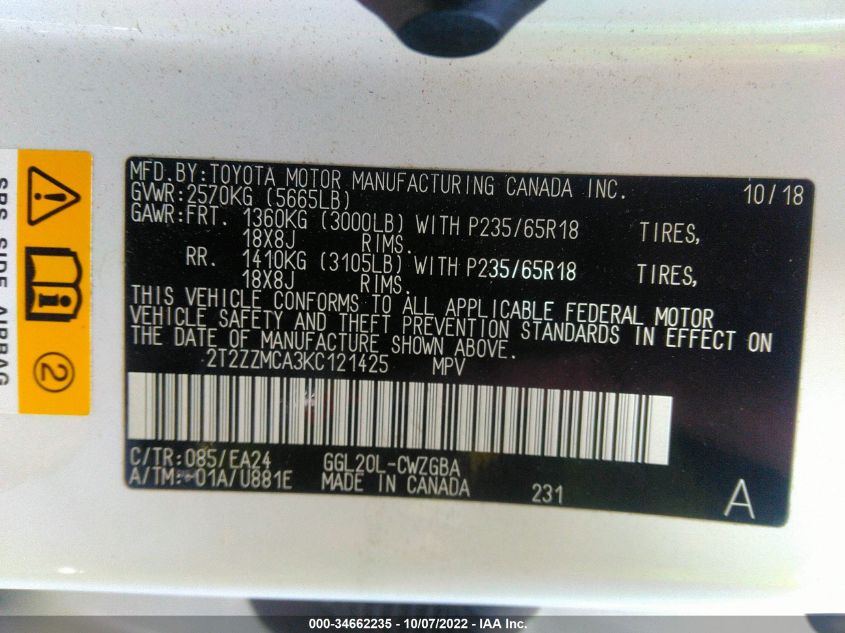 MFD.BY:TOYOTA MOTOR MANUFACTURING CANADA INC. 10/18
GVWR:2570KG (5665LB)
GAWR:FRT. 1360KG (3000LB) WITH P235/65R18 TIRES,
18X8J RIMS.
RR. 1410KG (3105LB) WITH P235/65R18 TIRES,
18X8J RIMS.
THIS VEHICLE CONFORMS TO ALL APPLICABLE FEDERAL MOTOR
VEHICLE SAFETY AND THEFT PREVENTION STANDARDS IN EFFECT ON
THE DATE OF MANUFACTURE SHOWN ABOVE.
2T2ZZMCA3KC121425 MPV
C/TR:085/EA24 GGL20L-CWZGBA
A/TM:-01A/U881E MADE IN CANADA 231 A
SRS SIDE AIRBAG
2
000-34662235 - 10/07/2022 - IAA Inc.